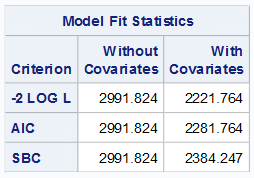 Model Fit Statistics
Criterion Without Covariates With Covariates
-2 LOG L 2991.824 2221.764
AIC 2991.824 2281.764
SBC 2991.824 2384.247